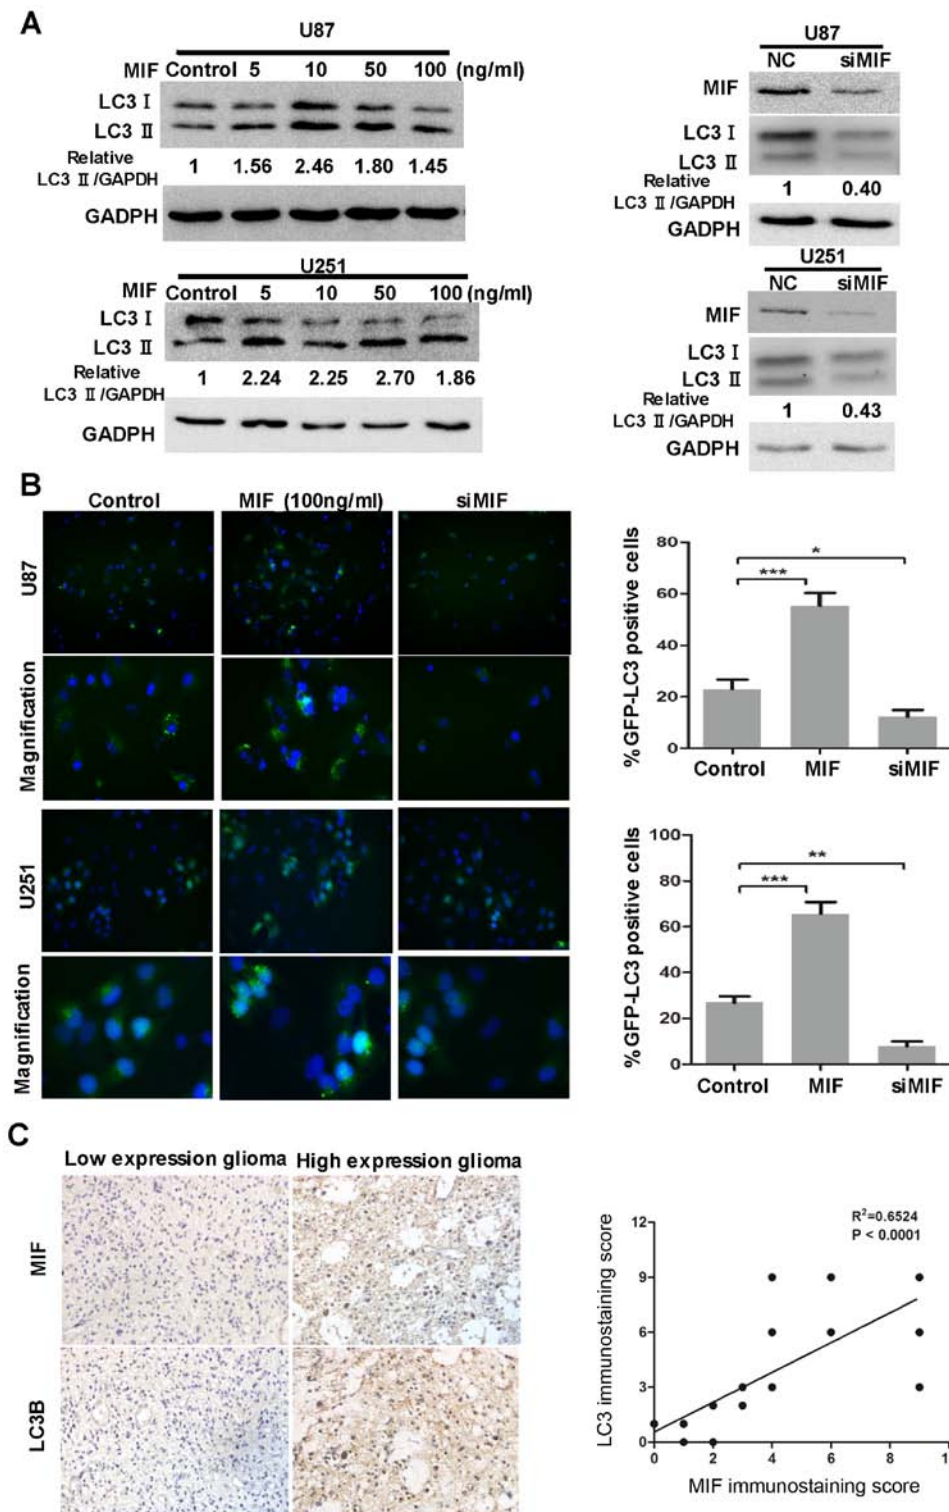 A
U87
MIF Control 5 10 50 100 (ng/ml)
LC3 Ⅰ
LC3 Ⅱ
Relative
LC3 Ⅱ/GAPDH
1 1.56 2.46 1.80 1.45
GADPH
U251
MIF Control 5 10 50 100 (ng/ml)
LC3 Ⅰ
LC3 Ⅱ
Relative
LC3 Ⅱ/GAPDH
1 2.24 2.25 2.70 1.86
GADPH
U87
NC siMIF
MIF
LC3 Ⅰ
LC3 Ⅱ
Relative
LC3 Ⅱ/GAPDH
1 0.40
GADPH
U251
NC siMIF
MIF
LC3 Ⅰ
LC3 Ⅱ
Relative
LC3 Ⅱ/GAPDH
1 0.43
GADPH
B
Control MIF (100ng/ml) siMIF
U87
Magnification
U251
Magnification
%GFP-LC3 positive cells
80
60
40
20
0
*
***
Control MIF siMIF
%GFP-LC3 positive cells
100
80
60
40
20
0
**
***
Control MIF siMIF
C
Low expression glioma High expression glioma
MIF
LC3B
LC3 immunostaining score
12
9
6
3
0
R²=0.6524
P < 0.0001
0 2 4 6 8 1
MIF immunostaining score